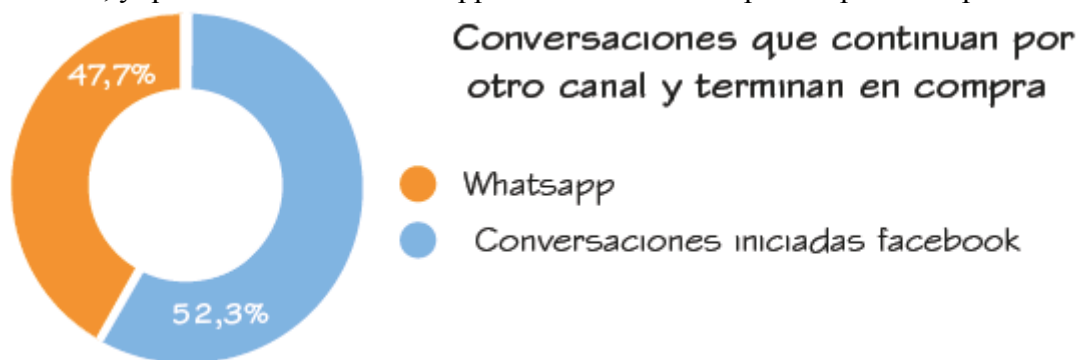 47,7%
Conversaciones que continuan por
otro canal y terminan en compra
Whatsapp
Conversaciones iniciadas facebook
52,3%